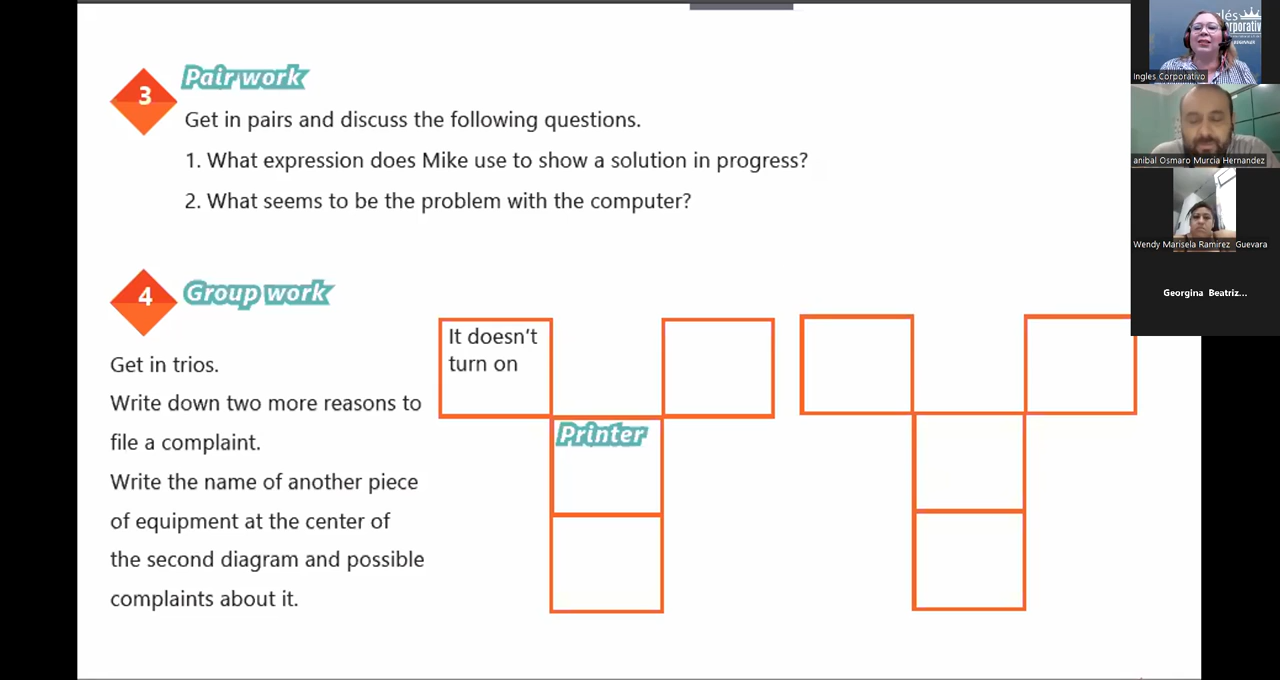 3
Pair work
Get in pairs and discuss the following questions.
1. What expression does Mike use to show a solution in progress?
2. What seems to be the problem with the computer?
4
Group work
Get in trios.
Write down two more reasons to
file a complaint.
Write the name of another piece
of equipment at the center of
the second diagram and possible
complaints about it.
It doesn't
turn on
Printer
Ingles Corporativo
anibal Osmaro Murcia Hernandez
Wendy Marisela Ramirez Guevara
Georgina Beatriz...